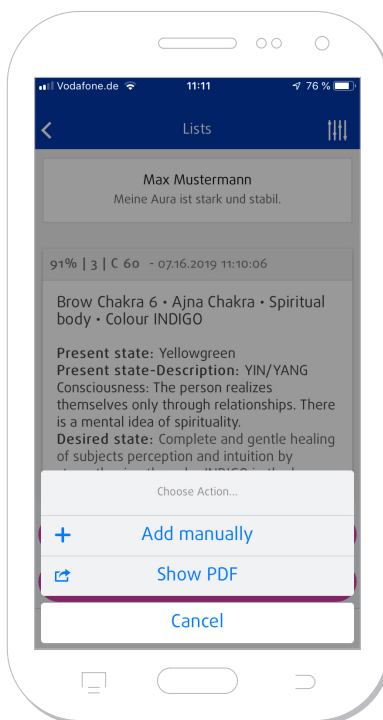 Vodafone.de 11:11 76 %
Lists
Max Mustermann
Meine Aura ist stark und stabil.
91% | 3 | C 60 - 07.16.2019 11:10:06
Brow Chakra 6 • Ajna Chakra • Spiritual
body • Colour INDIGO
Present state: Yellowgreen
Present state-Description: YIN/YANG
Consciousness: The person realizes
themselves only through relationships. There
is a mental idea of spirituality.
Desired state: Complete and gentle healing
of subjects perception and intuition by
Choose Action...
Add manually
Show PDF
Cancel